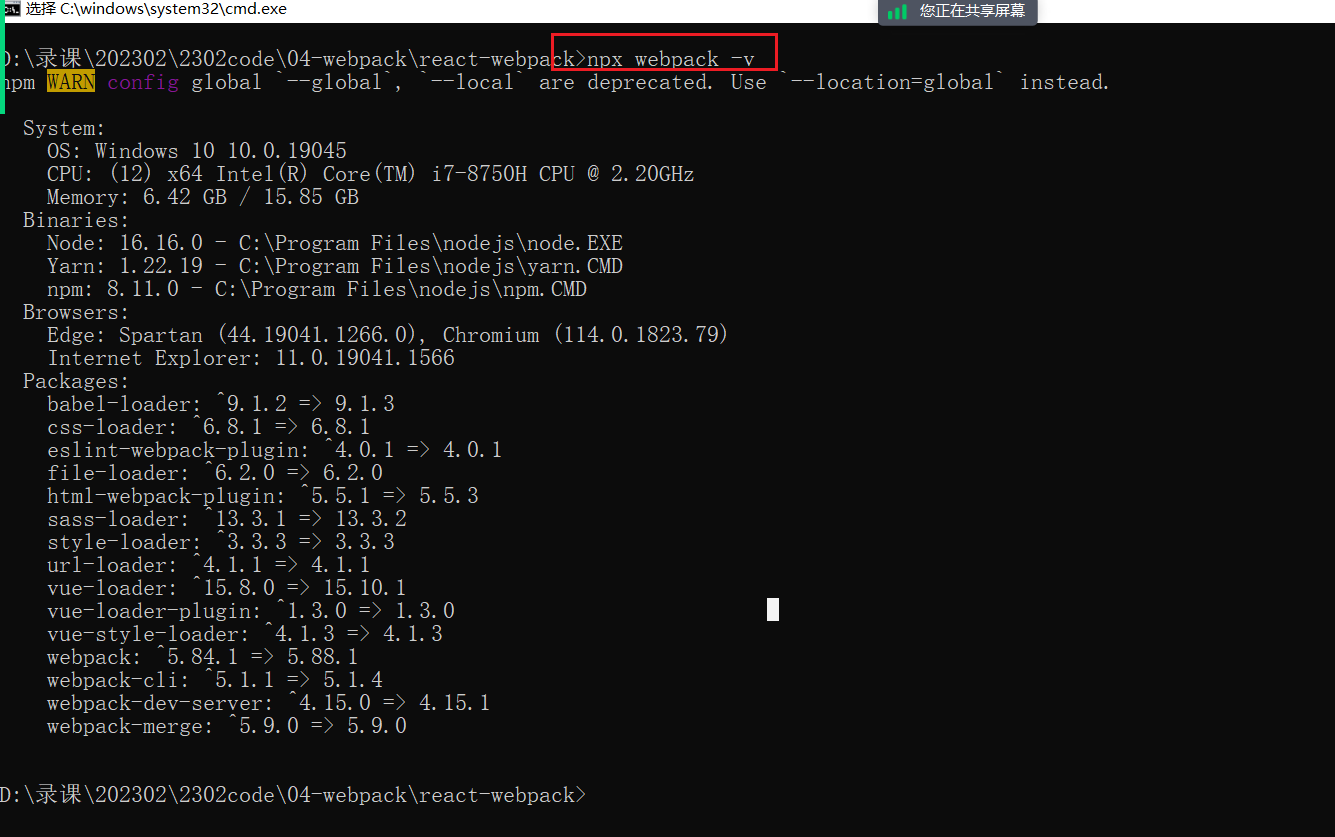 选择 C:\windows\system32\cmd.exe
您正在共享屏幕
D:\录课\202302\2302code\04-webpack\react-webpack>npx webpack -v
npm WARN config global `--global`, `--local` are deprecated. Use `--location=global` instead.
System:
OS: Windows 10 10.0.19045
CPU: (12) x64 Intel(R) Core(TM) i7-8750H CPU @ 2.20GHz
Memory: 6.42 GB / 15.85 GB
Binaries:
Node: 16.16.0 - C:\Program Files\nodejs\node.EXE
Yarn: 1.22.19 - C:\Program Files\nodejs\yarn.CMD
npm: 8.11.0 - C:\Program Files\nodejs\npm.CMD
Browsers:
Edge: Spartan (44.19041.1266.0), Chromium (114.0.1823.79)
Internet Explorer: 11.0.19041.1566
Packages:
babel-loader: ^9.1.2 => 9.1.3
css-loader: ^6.8.1 => 6.8.1
eslint-webpack-plugin: ^4.0.1 => 4.0.1
file-loader: ^6.2.0 => 6.2.0
html-webpack-plugin: ^5.5.1 => 5.5.3
sass-loader: ^13.3.1 => 13.3.2
style-loader: ^3.3.3 => 3.3.3
url-loader: ^4.1.1 => 4.1.1
vue-loader: ^15.8.0 => 15.10.1
vue-loader-plugin: ^1.3.0 => 1.3.0
vue-style-loader: ^4.1.3 => 4.1.3
webpack: ^5.84.1 => 5.88.1
webpack-cli: ^5.1.1 => 5.1.4
webpack-dev-server: ^4.15.0 => 4.15.1
webpack-merge: ^5.9.0 => 5.9.0
D:\录课\202302\2302code\04-webpack\react-webpack>